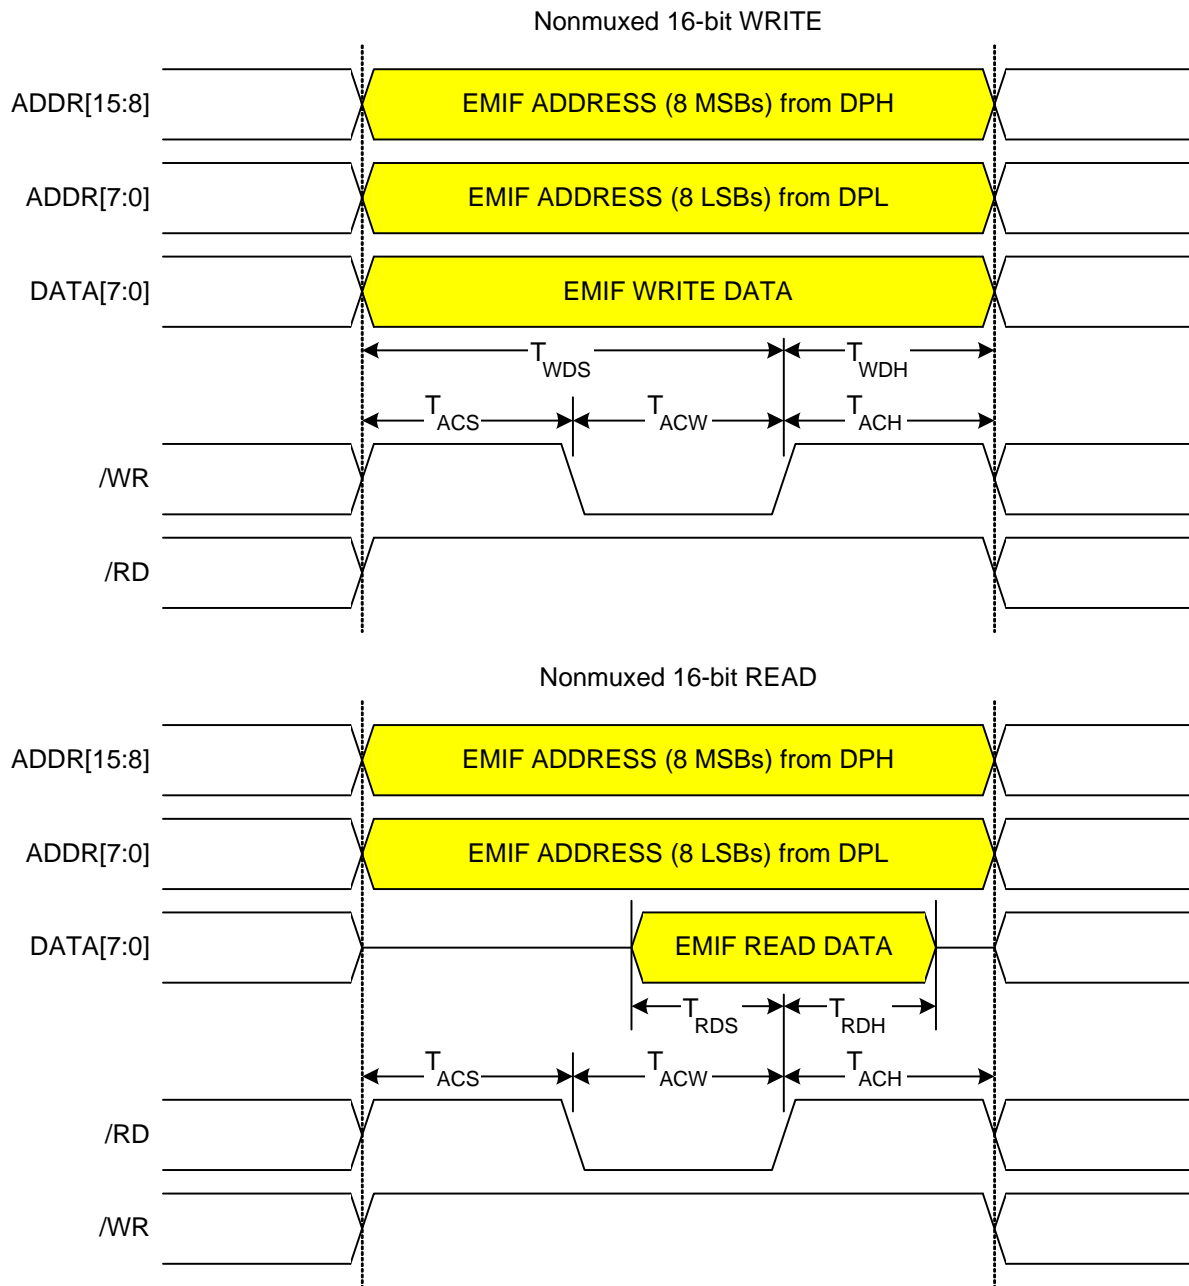 Nonmuxed 16-bit WRITE
ADDR[15:8]
EMIF ADDRESS (8 MSBs) from DPH
ADDR[7:0]
EMIF ADDRESS (8 LSBs) from DPL
DATA[7:0]
EMIF WRITE DATA
TWDS TWDH
TACS TACW TACH
/WR
/RD
Nonmuxed 16-bit READ
ADDR[15:8]
EMIF ADDRESS (8 MSBs) from DPH
ADDR[7:0]
EMIF ADDRESS (8 LSBs) from DPL
DATA[7:0]
EMIF READ DATA
TRDS TRDH
TACS TACW TACH
/RD
/WR